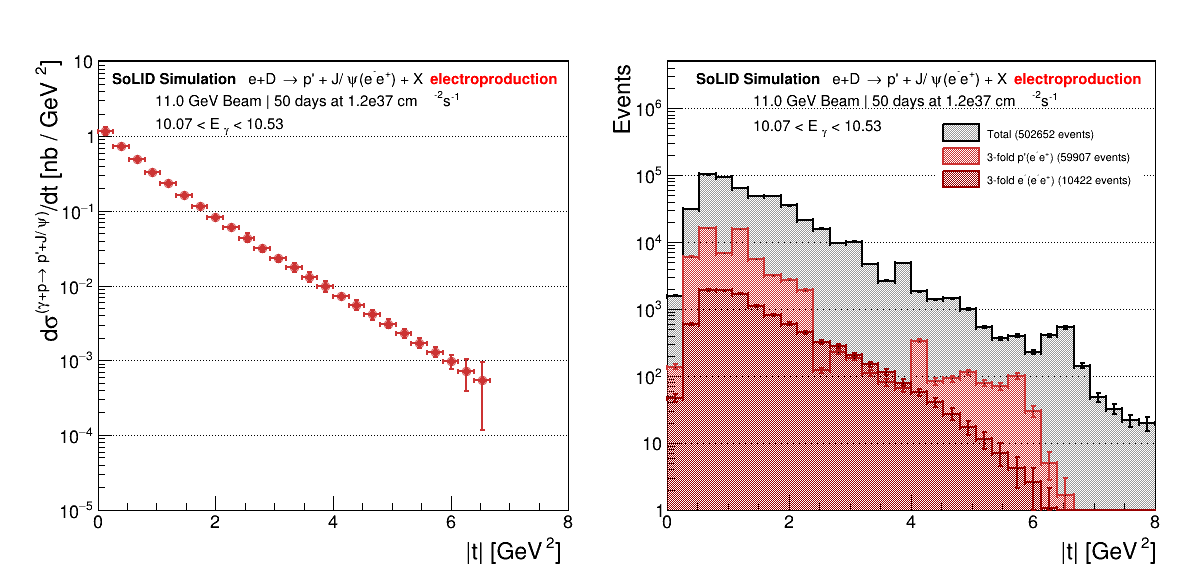 dσ(γ+p→ p'+J/ψ)/dt [nb / GeV²]
10
1
10⁻¹
10⁻²
10⁻³
10⁻⁴
10⁻⁵
SoLID Simulation e+D → p' + J/ψ(e⁻e⁺) + X electroproduction
11.0 GeV Beam | 50 days at 1.2e37 cm⁻²s⁻¹
10.07 < Eγ < 10.53
0 2 4 6 8
|t| [GeV²]
Events
10⁶
10⁵
10⁴
10³
10²
10
1
SoLID Simulation e+D → p' + J/ψ(e⁻e⁺) + X electroproduction
11.0 GeV Beam | 50 days at 1.2e37 cm⁻²s⁻¹
10.07 < Eγ < 10.53
Total (502652 events)
3-fold p'(e⁻e⁺) (59907 events)
3-fold e⁻(e⁻e⁺) (10422 events)
0 2 4 6 8
|t| [GeV²]